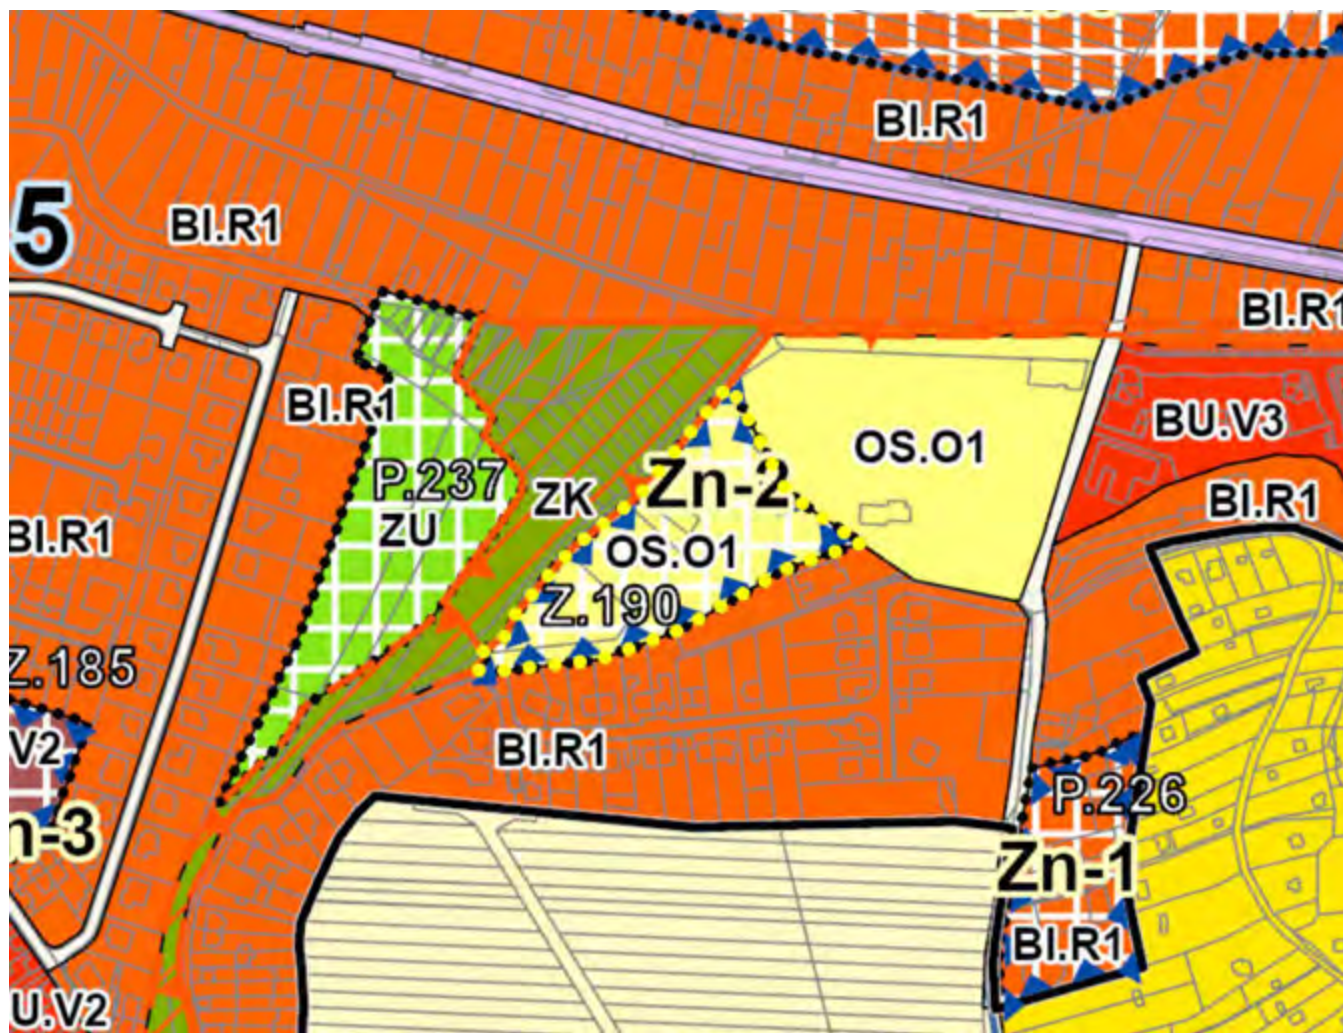 BI.R1
5
BI.R1
BI.R1
BI.R1
BU.V3
OS.O1
P.237
ZK
Zn-2
BI.R1
ZU
BI.R1
OS.O1
Z.190
Z.185
V2
BI.R1
P.226
n-3
Zn-1
BI.R1
U.V2